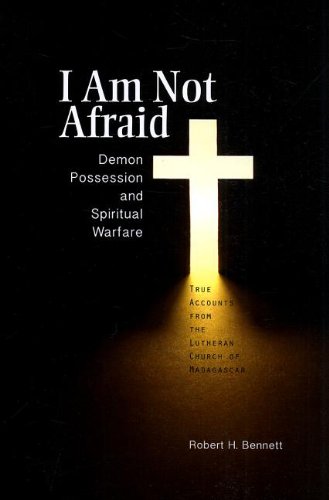 I Am Not
Afraid
Demon
Possession
and
Spiritual
Warfare
True
Accounts
from
the
Lutheran
Church of
Madagascar
Robert H. Bennett